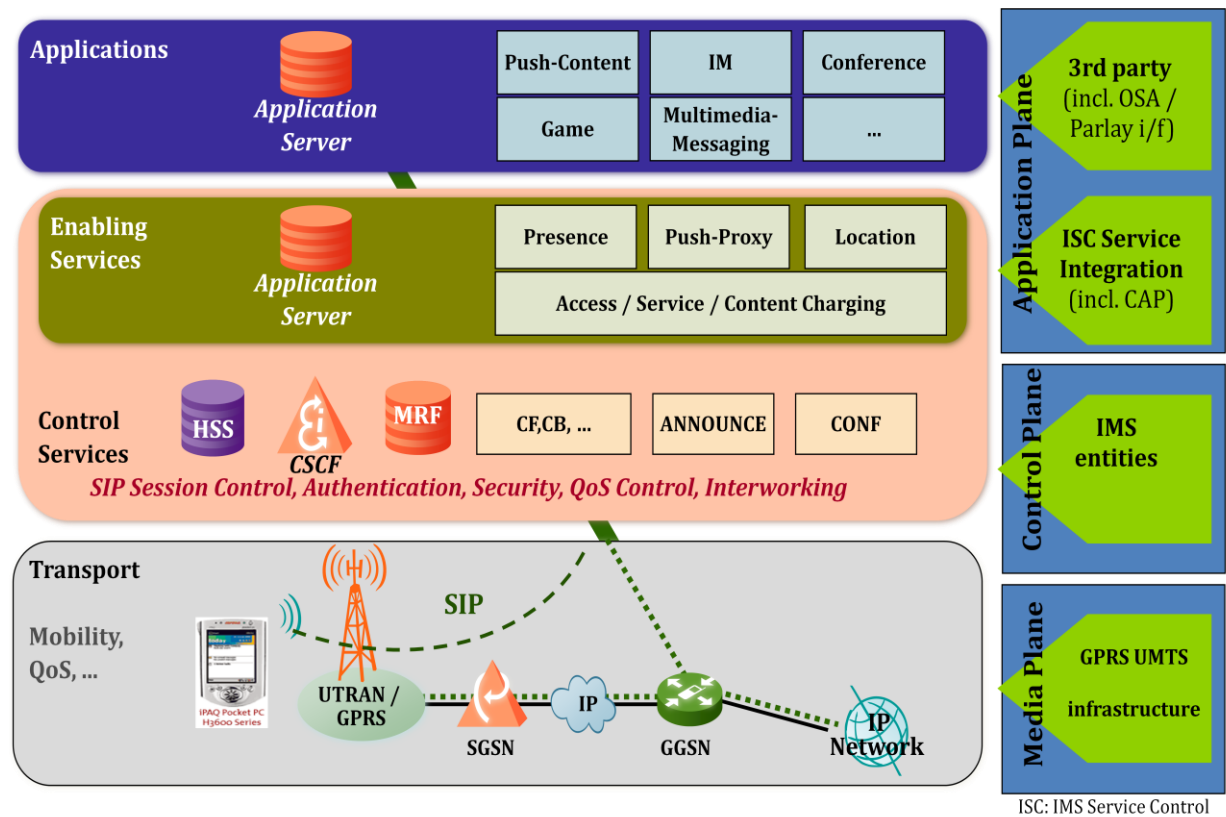 Applications
Application
Server
Push-Content
IM
Conference
Game
Multimedia-
Messaging
...
Enabling
Services
Application
Server
Presence
Push-Proxy
Location
Access / Service / Content Charging
Control
Services
HSS
CSCF
MRF
CF,CB, ...
ANNOUNCE
CONF
SIP Session Control, Authentication, Security, QoS Control, Interworking
Transport
Mobility,
QoS, ...
iPAQ Pocket PC
H3600 Series
SIP
UTRAN /
GPRS
SGSN
IP
GGSN
IP
Network
Application Plane
3rd party
(incl. OSA /
Parlay i/f)
ISC Service
Integration
(incl. CAP)
Control Plane
IMS
entities
Media Plane
GPRS UMTS
infrastructure
ISC: IMS Service Control